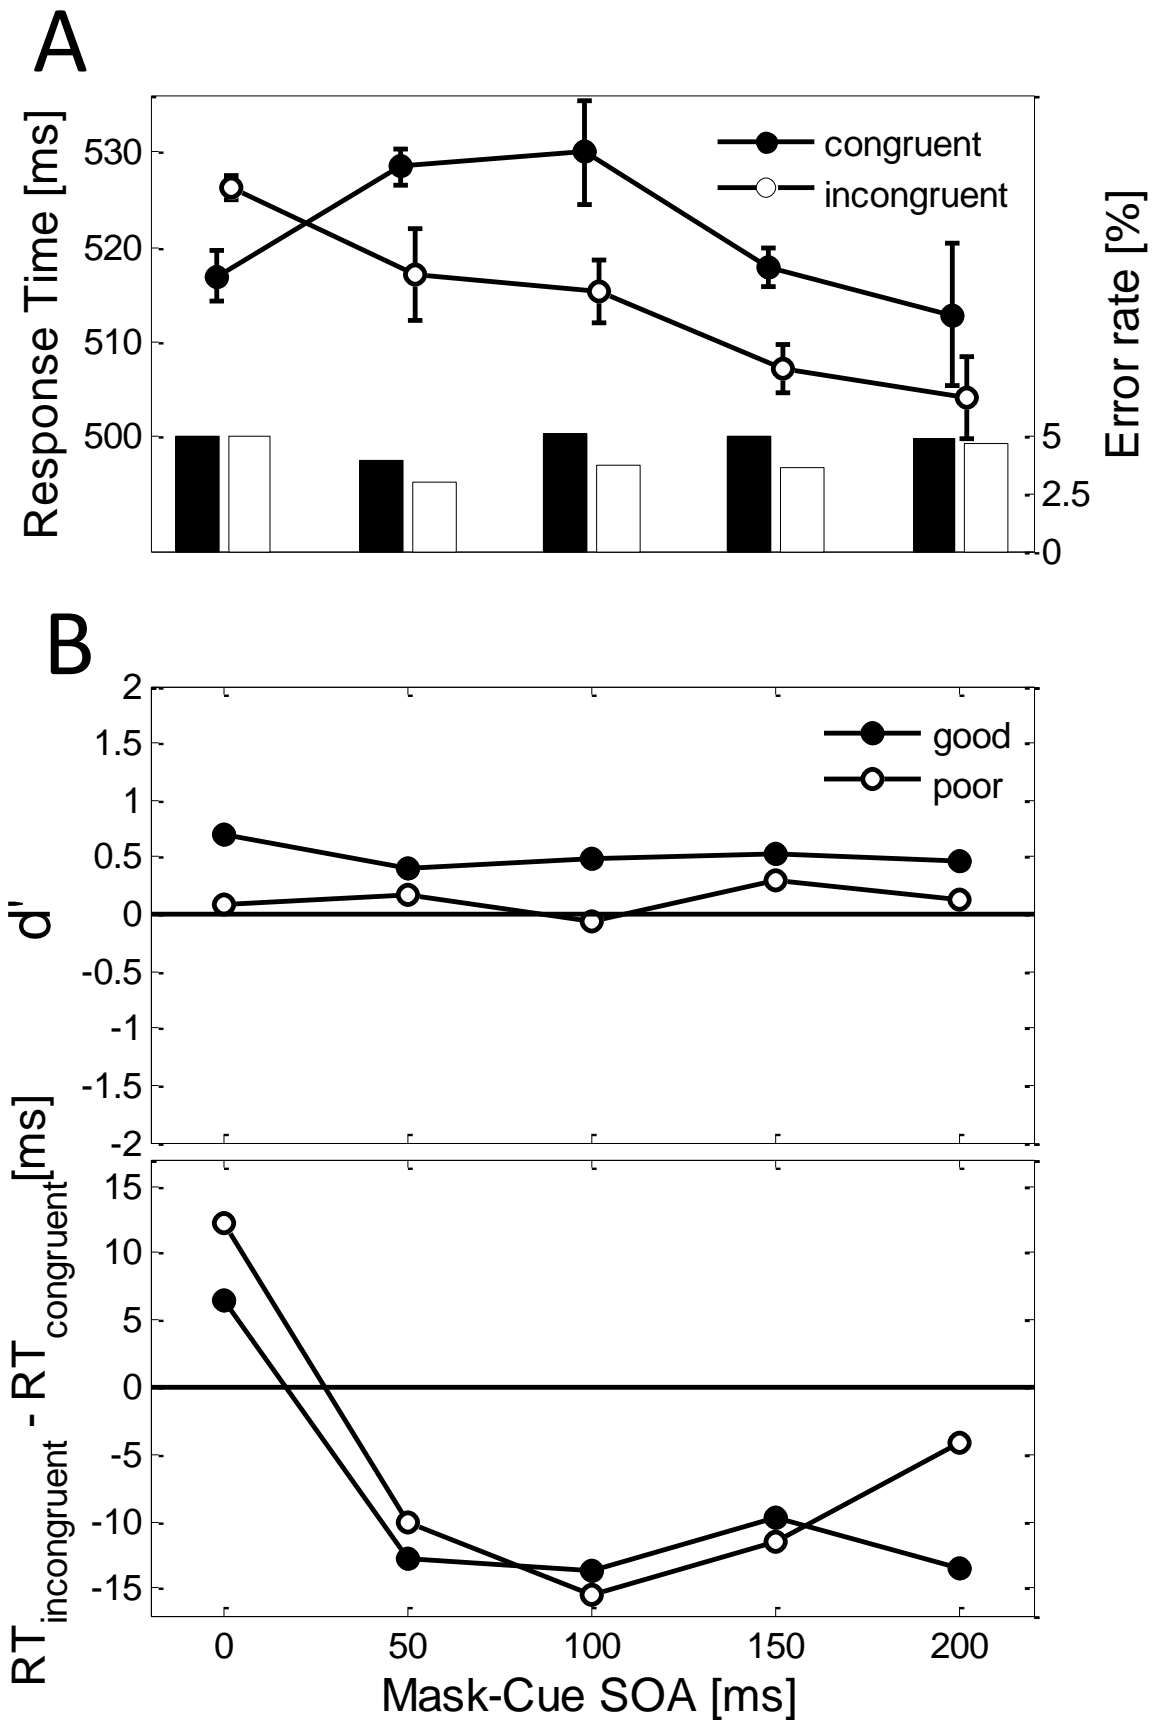 A
Response Time [ms]
530
520
510
500
congruent
incongruent
Error rate [%]
5
2.5
0
B
d'
2
1.5
1
0.5
0
-0.5
-1
-1.5
-2
good
poor
RTincongruent - RTcongruent[ms]
15
10
5
0
-5
-10
-15
0 50 100 150 200
Mask-Cue SOA [ms]